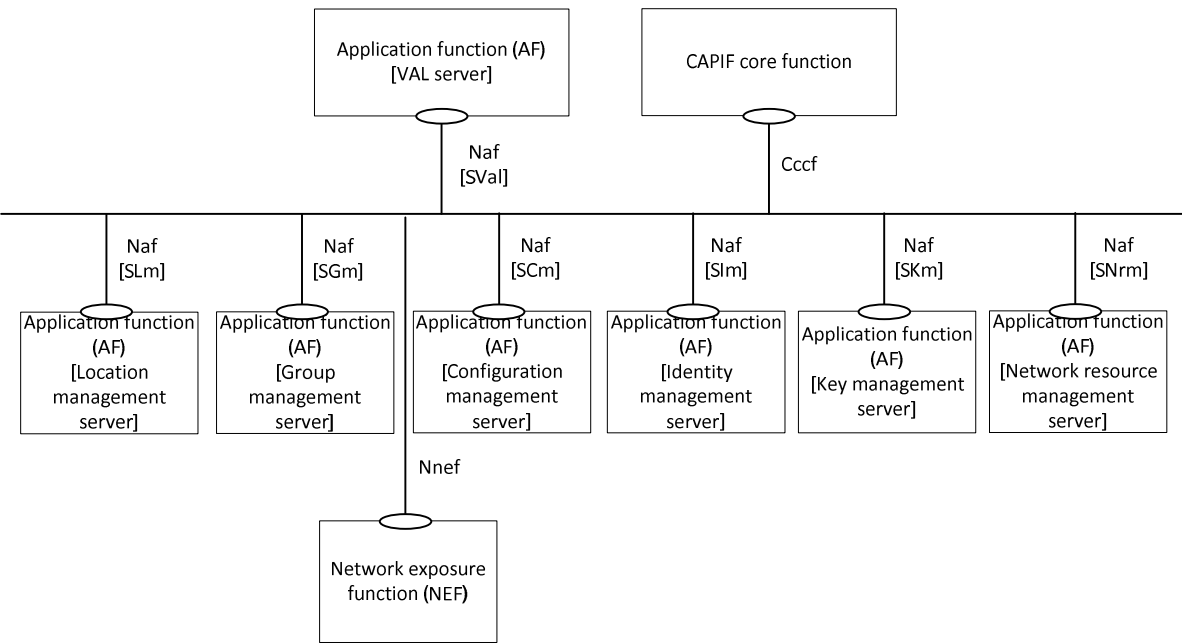 Application function (AF)
[VAL server]
CAPIF core function
Naf
[SVal]
Cccf
Naf
[SLm]
Naf
[SGm]
Naf
[SCm]
Naf
[SIm]
Naf
[SKm]
Naf
[SNrm]
Application function
(AF)
[Location
management
server]
Application function
(AF)
[Group
management
server]
Application function
(AF)
[Configuration
management
server]
Application function
(AF)
[Identity
management
server]
Application function
(AF)
[Key management
server]
Application function
(AF)
[Network resource
management
server]
Nnef
Network exposure
function (NEF)